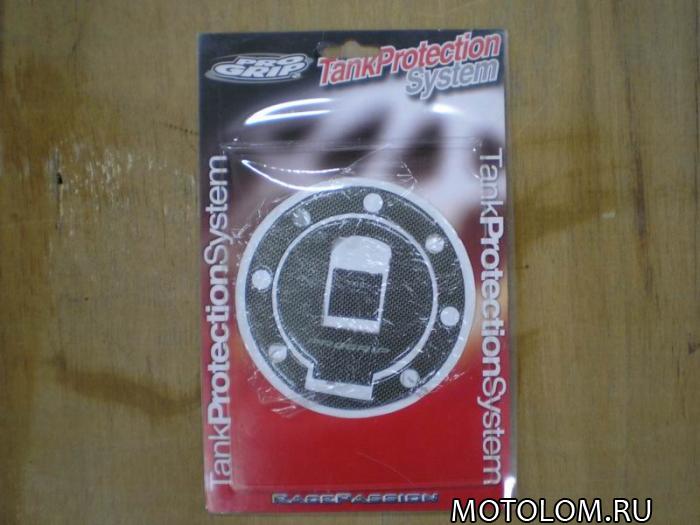 PRO
GRIP
TankProtection
System
TankProtectionSystem
TankProtectionSystem
RacePassion
MOTOLOM.RU